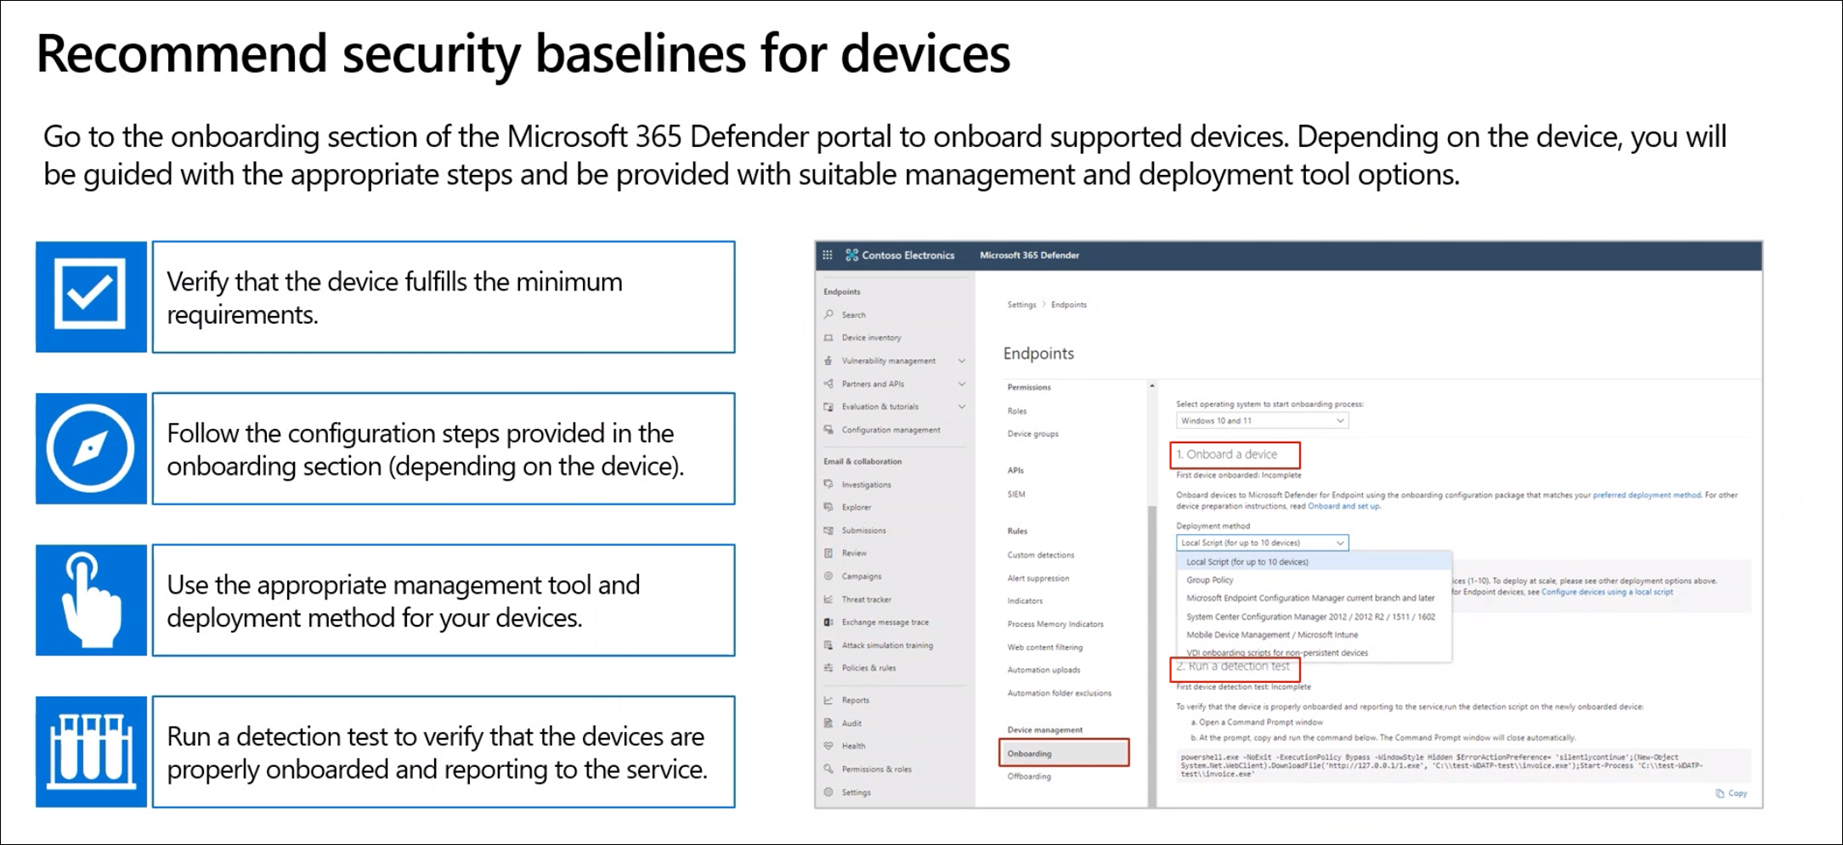 Recommend security baselines for devices
Go to the onboarding section of the Microsoft 365 Defender portal to onboard supported devices. Depending on the device, you will
be guided with the appropriate steps and be provided with suitable management and deployment tool options.
Verify that the device fulfills the minimum
requirements.
Follow the configuration steps provided in the
onboarding section (depending on the device).
Use the appropriate management tool and
deployment method for your devices.
Run a detection test to verify that the devices are
properly onboarded and reporting to the service.
Contoso Electronics
Microsoft 365 Defender
Endpoints
Search
Device inventory
Vulnerability management
Partners and APIs
Evaluation & tutorials
Configuration management
Email & collaboration
Investigations
Explorer
Submissions
Review
Campaigns
Threat tracker
Exchange message trace
Attack simulation training
Policies & rules
Reports
Audit
Health
Permissions & roles
Settings
Settings > Endpoints
Endpoints
Permissions
Roles
Device groups
APIs
SIEM
Rules
Custom detections
Alert suppression
Indicators
Process Memory Indicators
Web content filtering
Automation uploads
Automation folder exclusions
Device management
Onboarding
Offboarding
Select operating system to start onboarding process:
Windows 10 and 11
1. Onboard a device
First device onboarded: Incomplete
Onboard devices to Microsoft Defender for Endpoint using the onboarding configuration package that matches your preferred deployment method. For other
device preparation instructions, read Onboard and set up.
Deployment method
Local Script (for up to 10 devices)
Local Script (for up to 10 devices)
Group Policy
ices (1-10). To deploy at scale, please see other deployment options above.
for Endpoint devices, see Configure devices using a local script
Microsoft Endpoint Configuration Manager current branch and later
System Center Configuration Manager 2012 / 2012 R2 / 1511 / 1602
Mobile Device Management / Microsoft Intune
VDI onboarding scripts for non-persistent devices
2. Run a detection test
First device detection test: Incomplete
To verify that the device is properly onboarded and reporting to the service,run the detection script on the newly onboarded device:
a. Open a Command Prompt window
b. At the prompt, copy and run the command below. The Command Prompt window will close automatically.
powershell.exe -NoExit -ExecutionPolicy Bypass -WindowStyle Hidden $ErrorActionPreference= 'silentlycontinue';(New-Object
System.Net.WebClient).DownloadFile('http://127.0.0.1/1.exe', 'C:\\test-WDATP-test\\invoice.exe');Start-Process 'C:\\test-WDATP-
test\\invoice.exe'
Copy